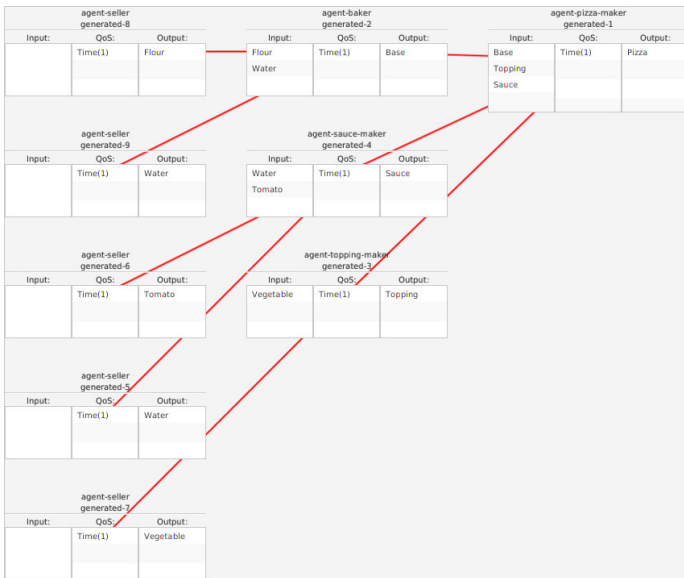 agent-seller
generated-8
Input: QoS: Output:
Time(1) Flour
agent-baker
generated-2
Input: QoS: Output:
Flour Time(1) Base
Water
agent-pizza-maker
generated-1
Input: QoS: Output:
Base Time(1) Pizza
Topping
Sauce
agent-seller
generated-9
Input: QoS: Output:
Time(1) Water
agent-sauce-maker
generated-4
Input: QoS: Output:
Water Time(1) Sauce
Tomato
agent-seller
generated-6
Input: QoS: Output:
Time(1) Tomato
agent-topping-maker
generated-3
Input: QoS: Output:
Vegetable Time(1) Topping
agent-seller
generated-5
Input: QoS: Output:
Time(1) Water
agent-seller
generated-7
Input: QoS: Output:
Time(1) Vegetable